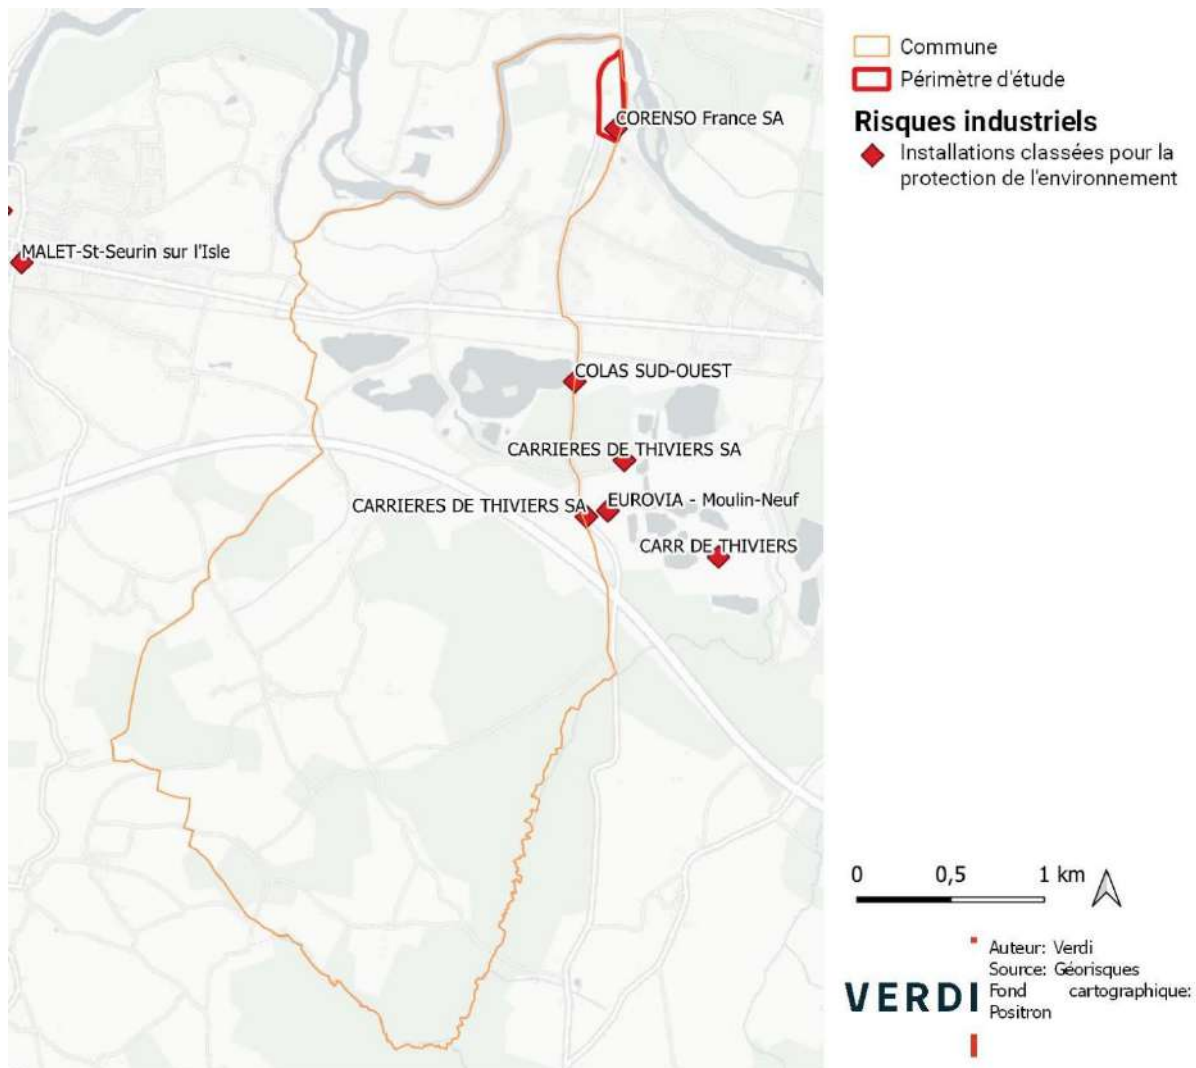 CORENSO France SA
MALET-St-Seurin sur l'Isle
COLAS SUD-OUEST
CARRIERES DE THIVIERS SA
CARRIERES DE THIVIERS SA
EUROVIA - Moulin-Neuf
CARR DE THIVIERS
Commune
Périmètre d'étude
Risques industriels
Installations classées pour la
protection de l'environnement
0 0,5 1 km
VERDI
Auteur: Verdi
Source: Géorisques
Fond cartographique:
Positron